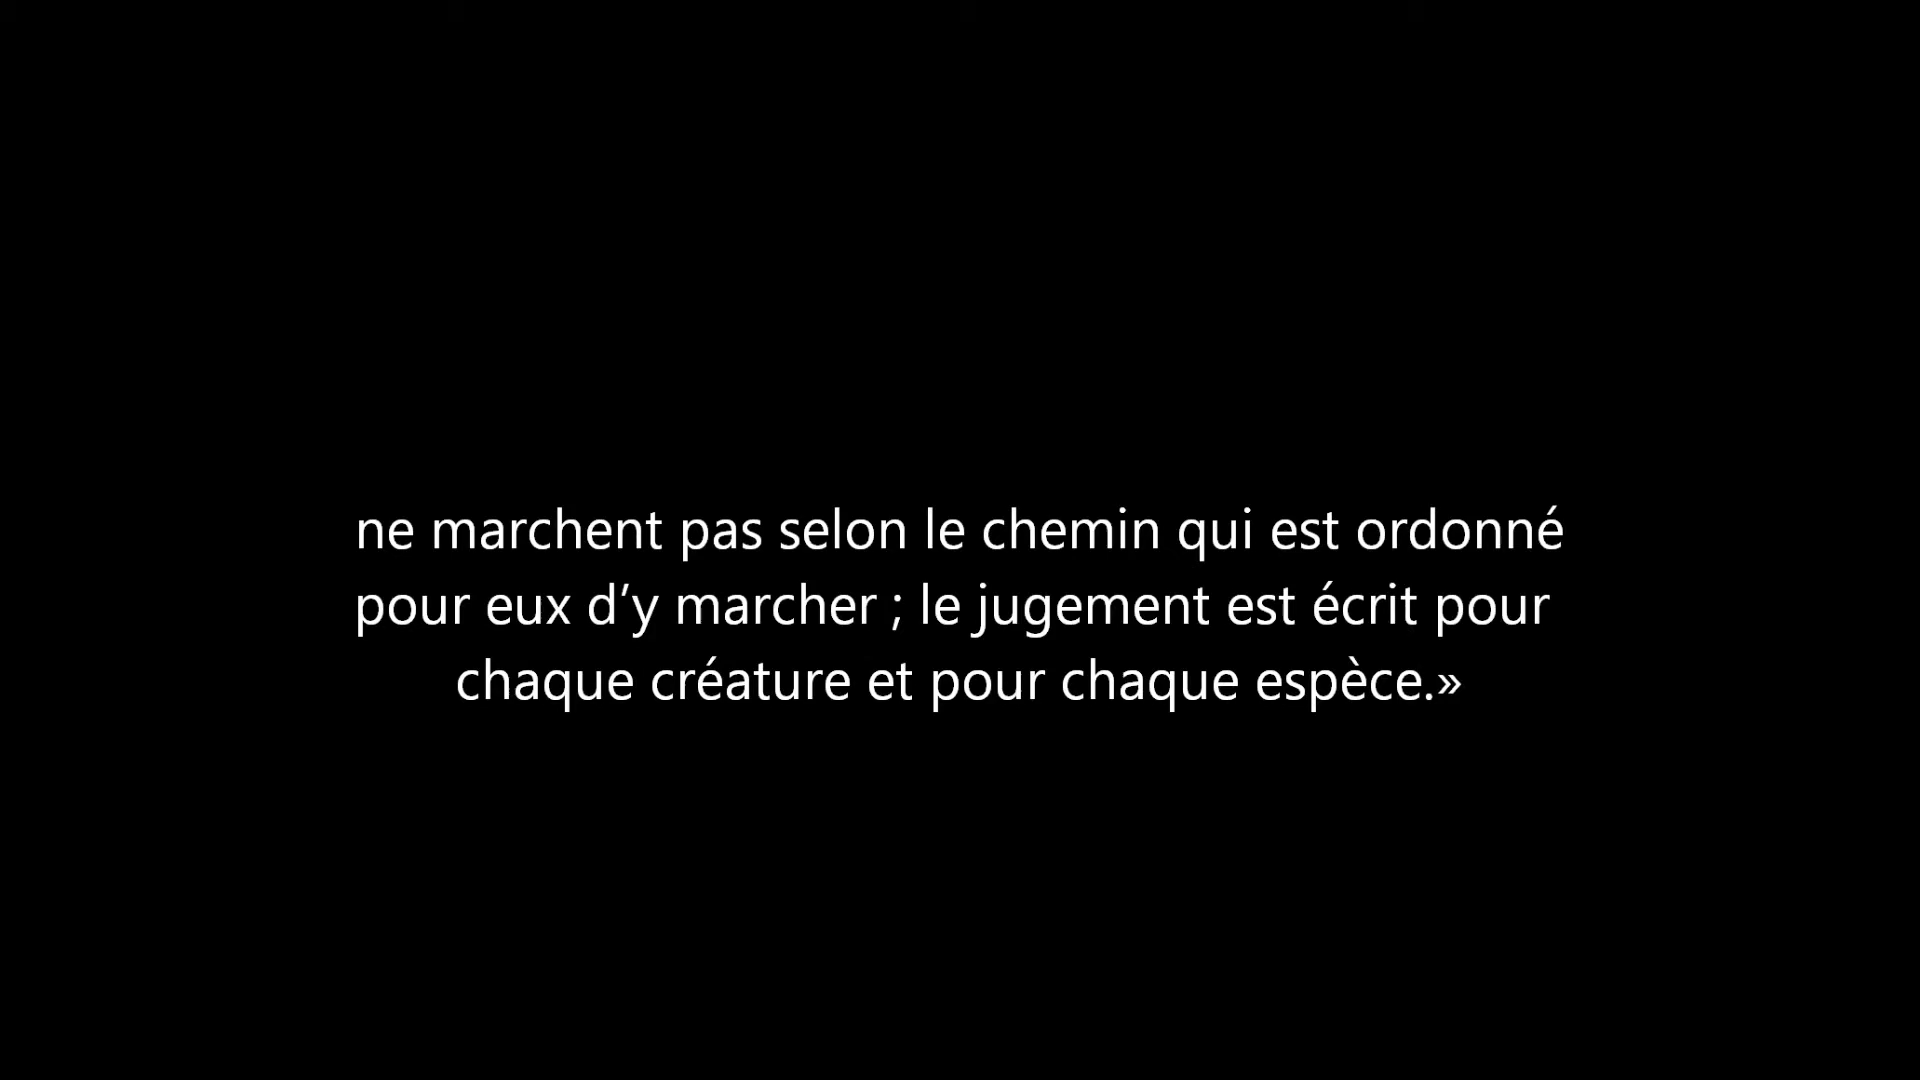 ne marchent pas selon le chemin qui est ordonné
pour eux d’y marcher ; le jugement est écrit pour
chaque créature et pour chaque espèce.»